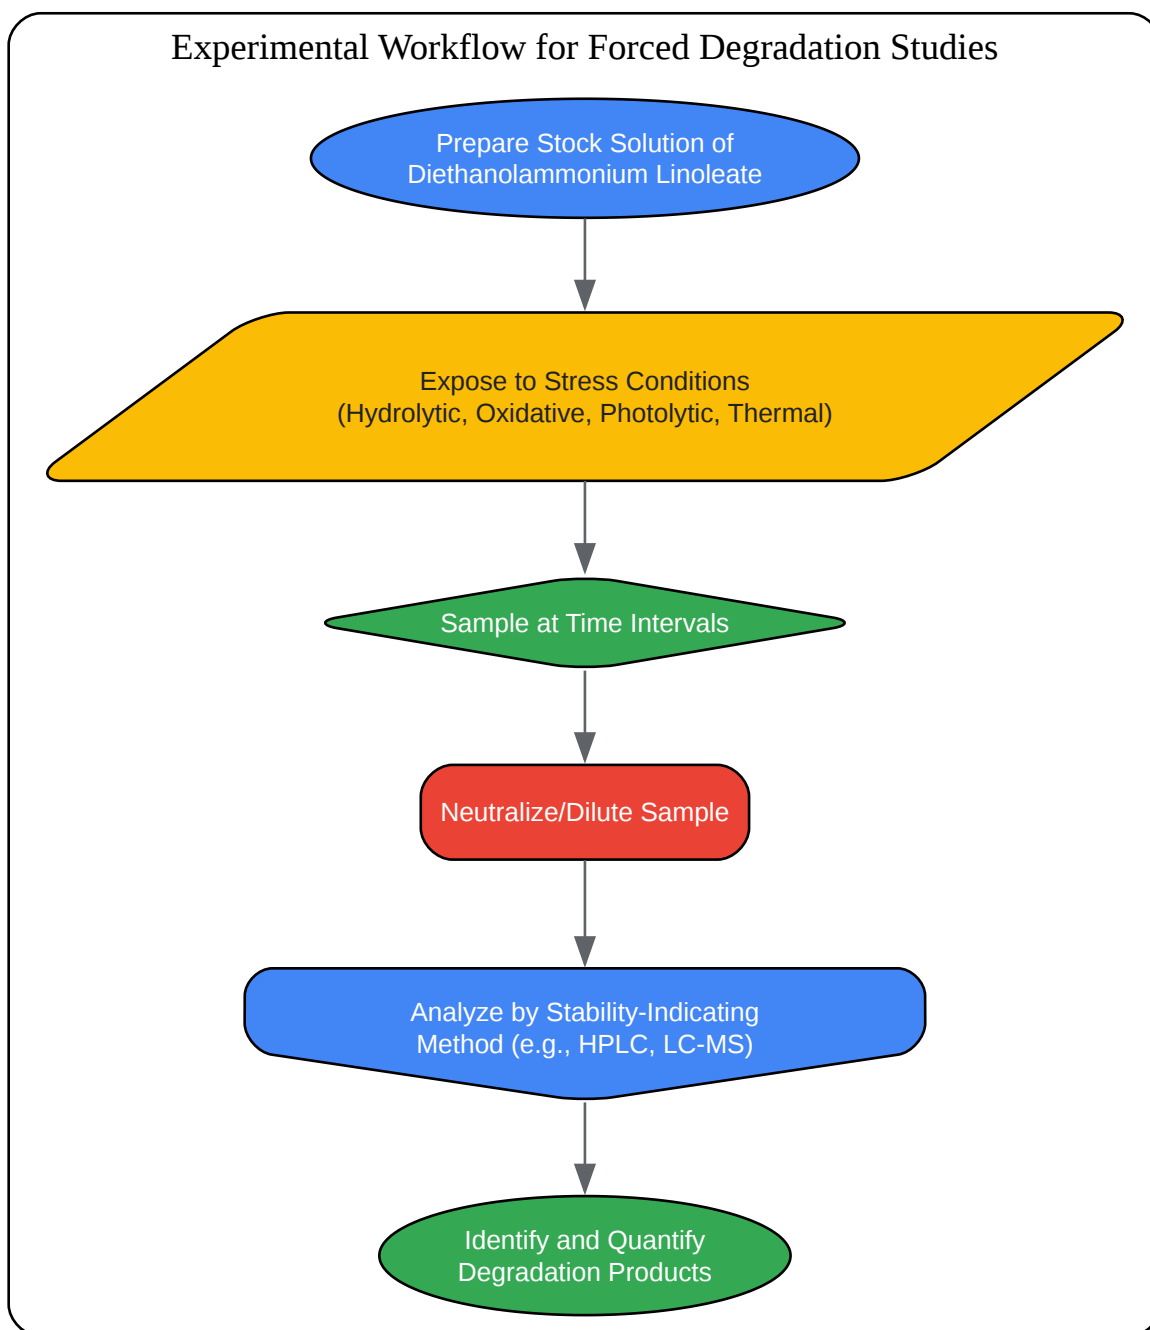 Experimental Workflow for Forced Degradation Studies
Prepare Stock Solution of
Diethanolammonium Linoleate
Expose to Stress Conditions
(Hydrolytic, Oxidative, Photolytic, Thermal)
Sample at Time Intervals
Neutralize/Dilute Sample
Analyze by Stability-Indicating
Method (e.g., HPLC, LC-MS)
Identify and Quantify
Degradation Products